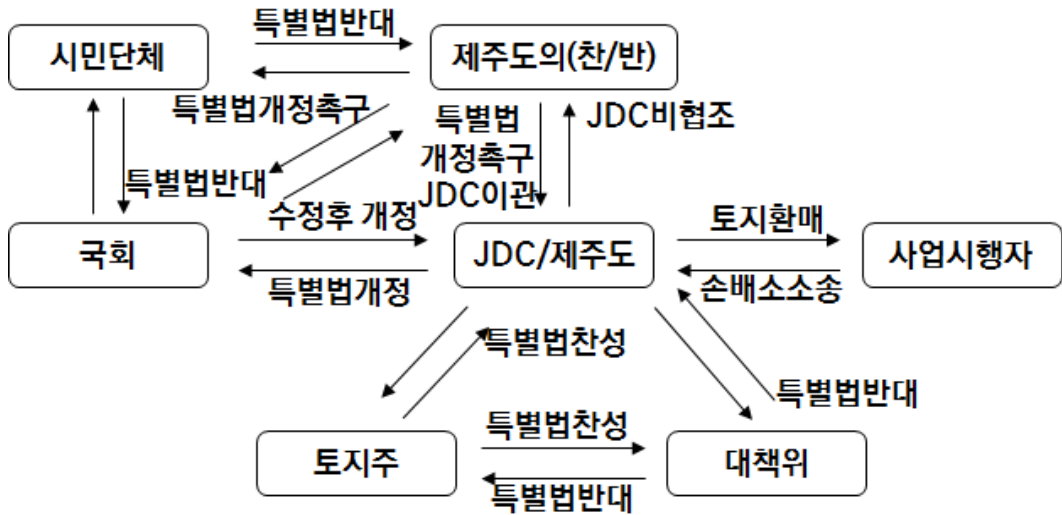 특별법반대
시민단체
제주도의(찬/반)
특별법개정촉구
특별법
개정촉구
JDC이관
JDC비협조
특별법반대
수정후 개정
토지환매
국회
JDC/제주도
사업시행자
특별법개정
손배소소송
특별법찬성
특별법반대
토지주
특별법찬성
대책위
특별법반대